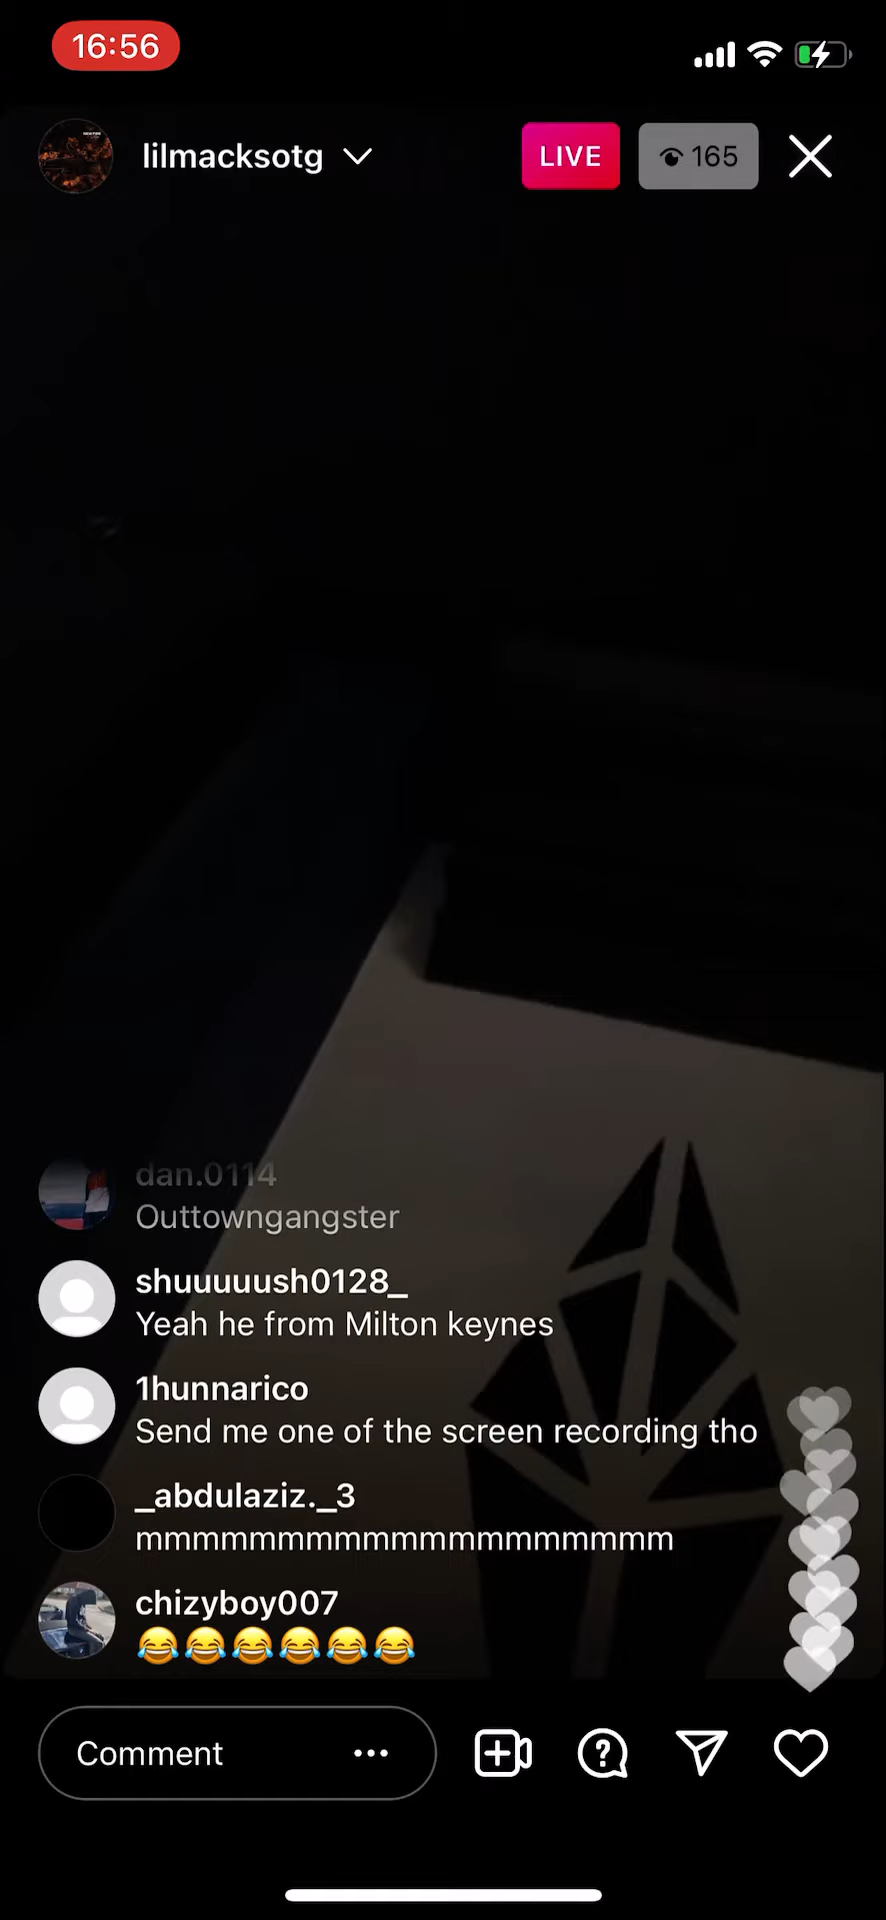 16:56
lilmacksotg
LIVE
165
dan.0114
Outtowngangster
shuuuuush0128_
Yeah he from Milton keynes
1hunnarico
Send me one of the screen recording tho
_abdulaziz._3
mmmmmmmmmmmmmmmmmmm
chizyboy007
😂😂😂😂😂😂
Comment